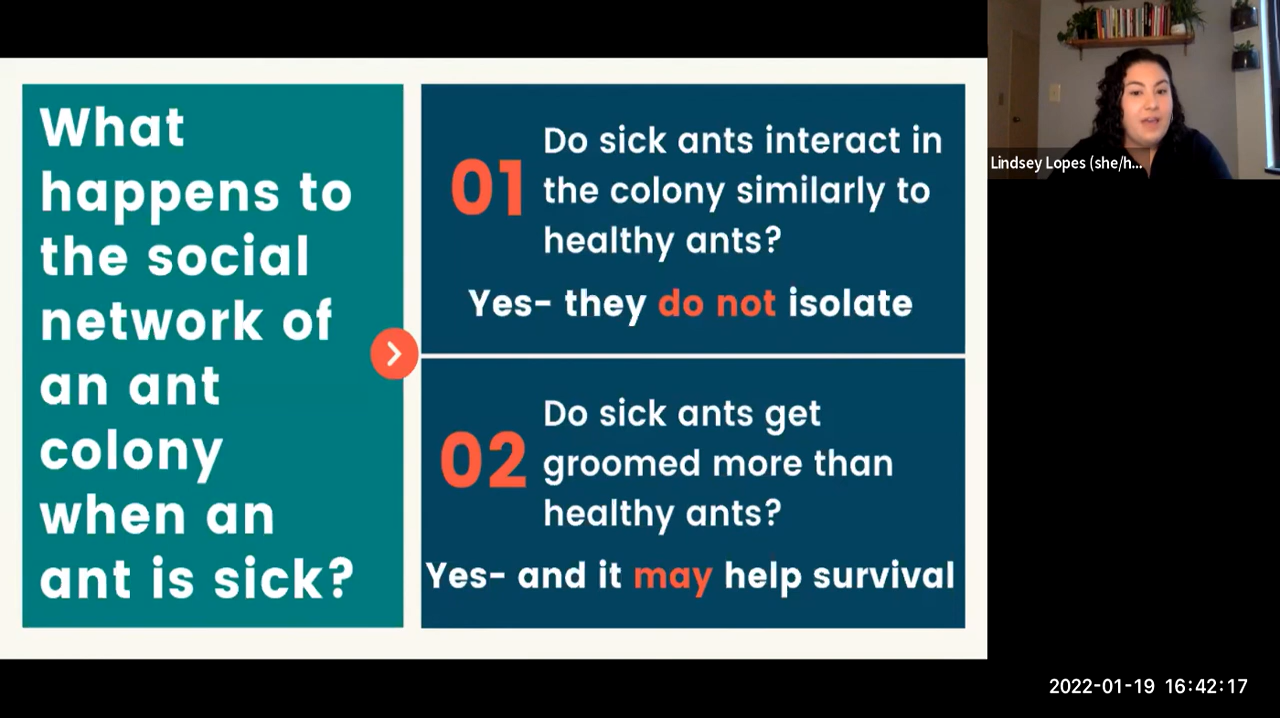 What
happens to
the social
network of
an ant
colony
when an
ant is sick?
01
Do sick ants interact in
the colony similarly to
healthy ants?
Yes- they do not isolate
02
Do sick ants get
groomed more than
healthy ants?
Yes- and it may help survival
Lindsey Lopes (she/h...
2022-01-19 16:42:17